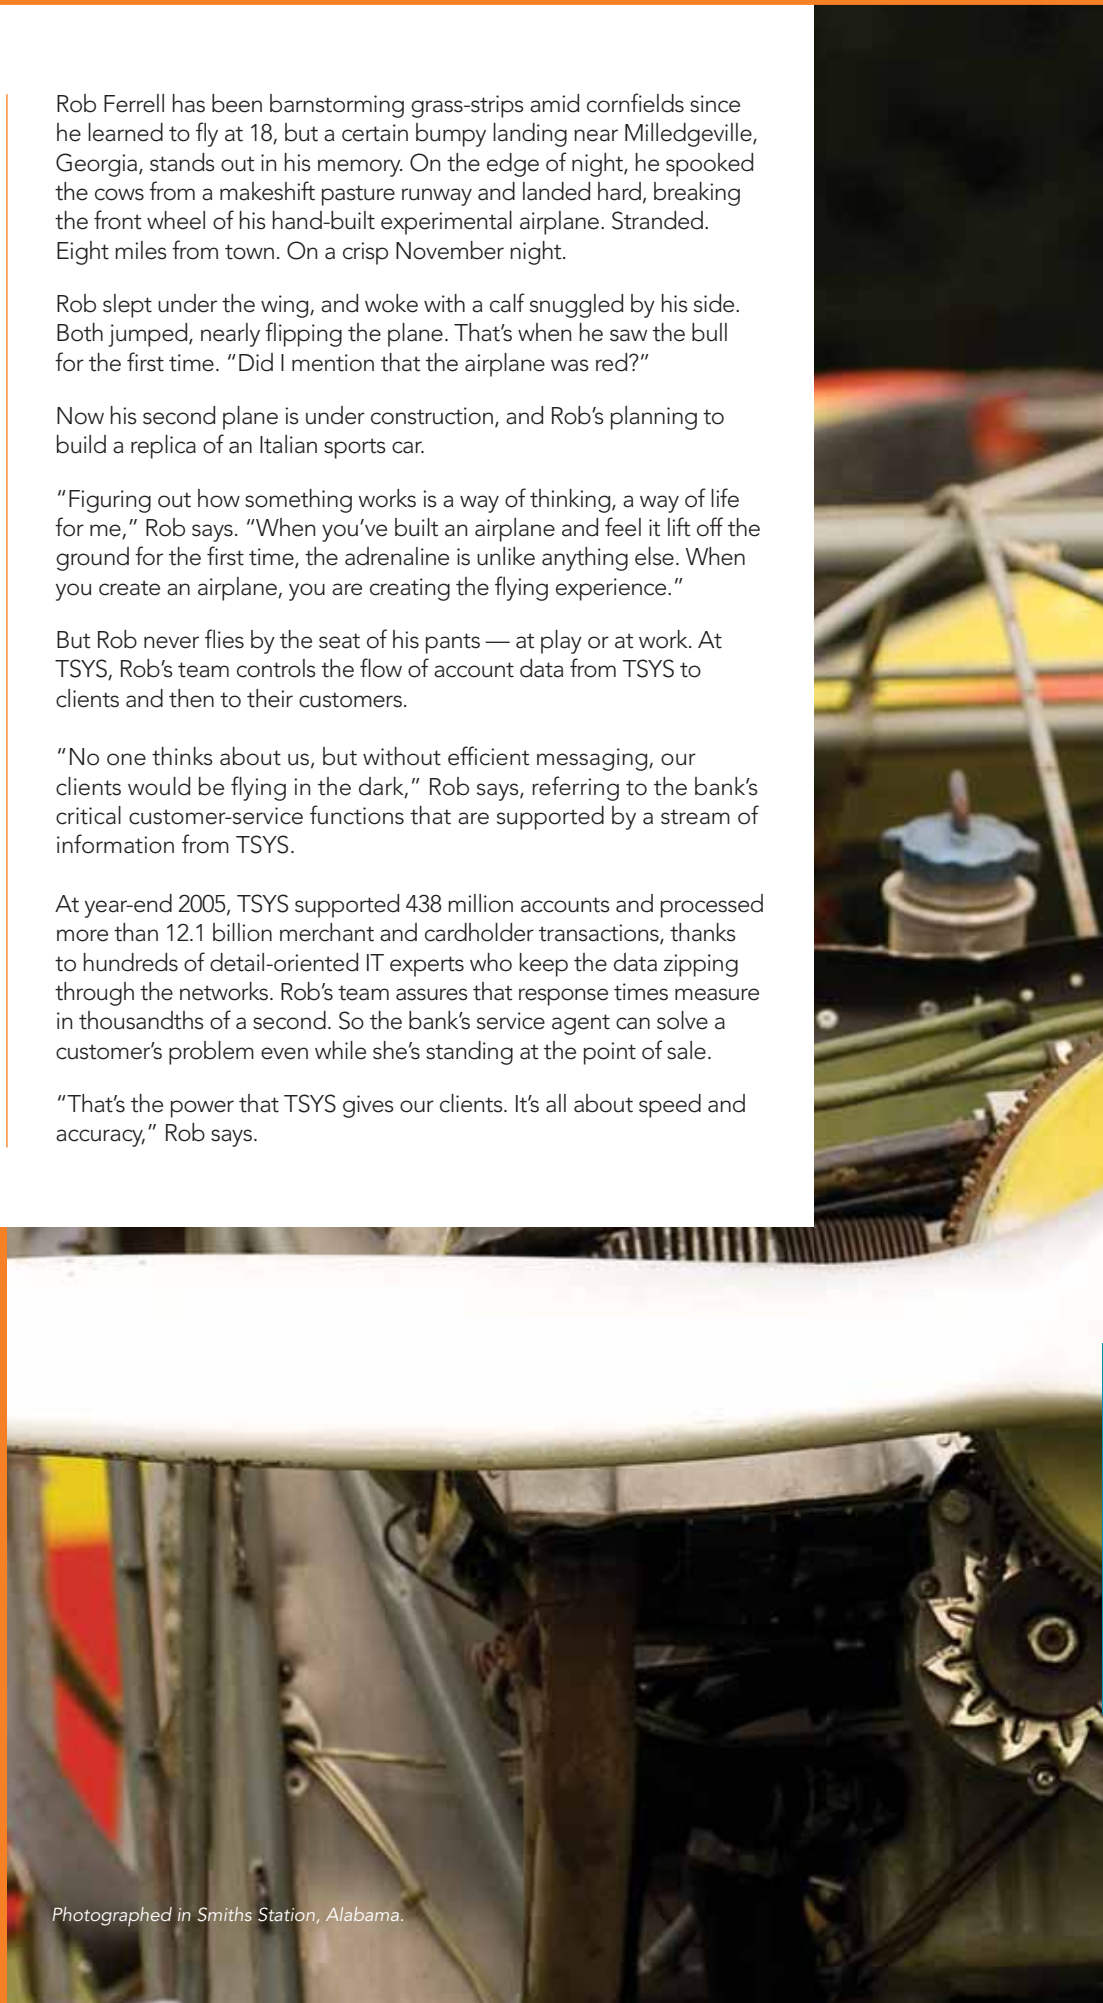 Rob Ferrell has been barnstorming grass-strips amid cornfields since
he learned to fly at 18, but a certain bumpy landing near Milledgeville,
Georgia, stands out in his memory. On the edge of night, he spooked
the cows from a makeshift pasture runway and landed hard, breaking
the front wheel of his hand-built experimental airplane. Stranded.
Eight miles from town. On a crisp November night.
Rob slept under the wing, and woke with a calf snuggled by his side.
Both jumped, nearly flipping the plane. That’s when he saw the bull
for the first time. “Did I mention that the airplane was red?”
Now his second plane is under construction, and Rob’s planning to
build a replica of an Italian sports car.
“Figuring out how something works is a way of thinking, a way of life
for me,” Rob says. “When you’ve built an airplane and feel it lift off the
ground for the first time, the adrenaline is unlike anything else. When
you create an airplane, you are creating the flying experience.”
But Rob never flies by the seat of his pants — at play or at work. At
TSYS, Rob’s team controls the flow of account data from TSYS to
clients and then to their customers.
“No one thinks about us, but without efficient messaging, our
clients would be flying in the dark,” Rob says, referring to the bank’s
critical customer-service functions that are supported by a stream of
information from TSYS.
At year-end 2005, TSYS supported 438 million accounts and processed
more than 12.1 billion merchant and cardholder transactions, thanks
to hundreds of detail-oriented IT experts who keep the data zipping
through the networks. Rob’s team assures that response times measure
in thousandths of a second. So the bank’s service agent can solve a
customer’s problem even while she’s standing at the point of sale.
“That’s the power that TSYS gives our clients. It’s all about speed and
accuracy,” Rob says.
Photographed in Smiths Station, Alabama.